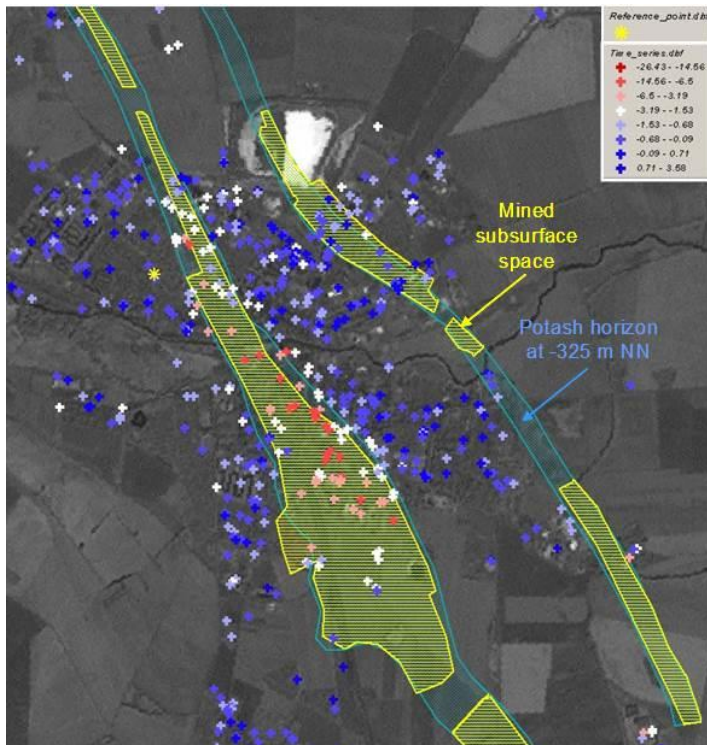 Reference_point.dbf
Time_series.dbf
-26.43 - -14.56
-14.56 - -6.5
-6.5 - -3.19
-3.19 - -1.53
-1.53 - -0.68
-0.68 - -0.09
-0.09 - 0.71
0.71 - 3.58
Mined
subsurface
space
Potash horizon
at -325 m NN